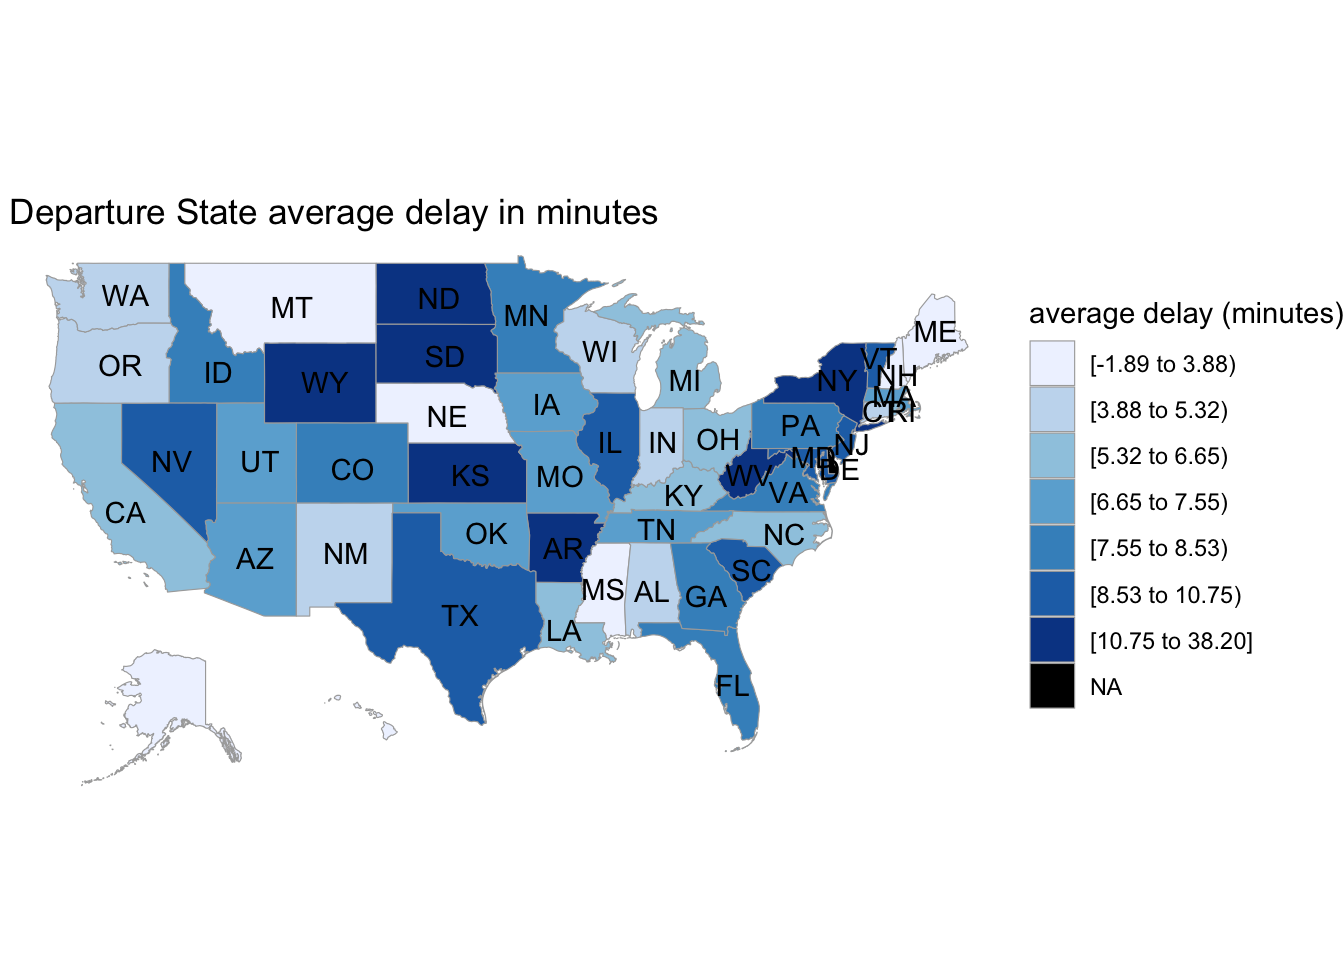 Departure State average delay in minutes
WA
MT
ND
MN
ME
OR
ID
WY
SD
WI
MI
VT
NY
NH
MA
CT
RI
NE
IA
PA
NV
UT
CO
KS
MO
IL
IN
OH
NJ
MD
DE
WV
VA
CA
KY
AZ
NM
OK
AR
TN
NC
TX
LA
MS
AL
GA
SC
FL
average delay (minutes)
[-1.89 to 3.88)
[3.88 to 5.32)
[5.32 to 6.65)
[6.65 to 7.55)
[7.55 to 8.53)
[8.53 to 10.75)
[10.75 to 38.20]
NA